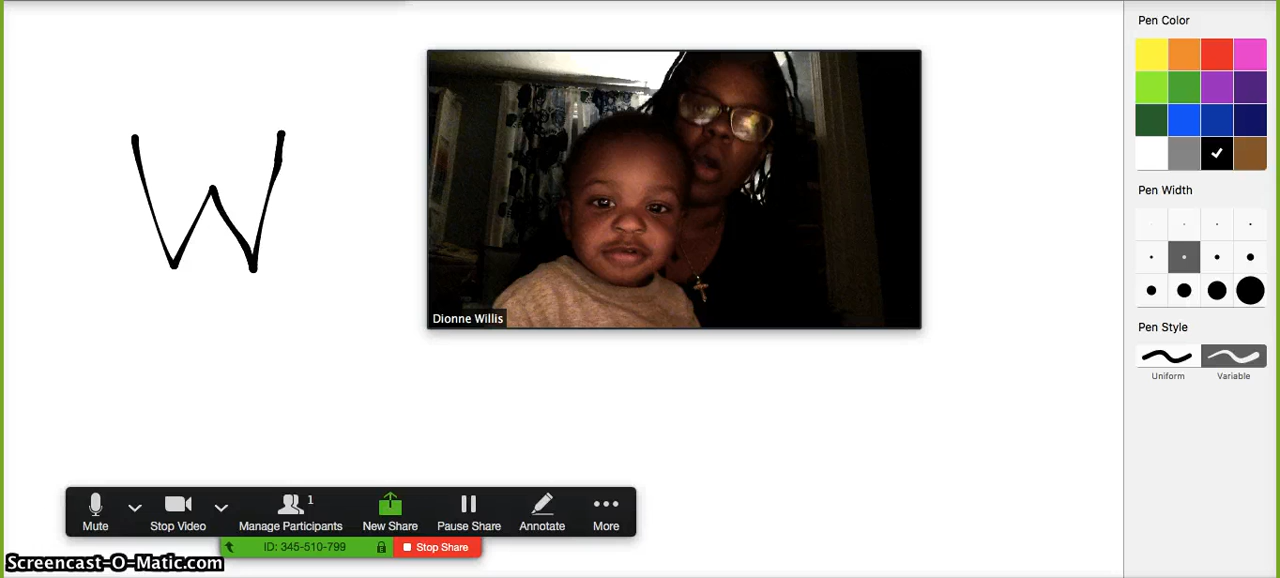 Pen Color
W
Dionne Willis
Pen Width
Pen Style
Uniform
Variable
1
Mute
Stop Video
Manage Participants
New Share
Pause Share
Annotate
More
ID: 345-510-799
Stop Share
Screencast-O-Matic.com